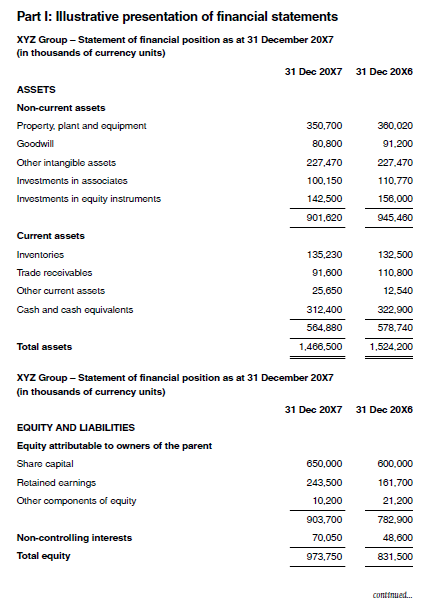 Part I: Illustrative presentation of financial statements
XYZ Group – Statement of financial position as at 31 December 20X7
(in thousands of currency units)
31 Dec 20X7 31 Dec 20X6
ASSETS
Non-current assets
Property, plant and equipment 350,700 360,020
Goodwill 80,800 91,200
Other intangible assets 227,470 227,470
Investments in associates 100,150 110,770
Investments in equity instruments 142,500 156,000
901,620 945,460
Current assets
Inventories 135,230 132,500
Trade receivables 91,600 110,800
Other current assets 25,650 12,540
Cash and cash equivalents 312,400 322,900
564,880 578,740
Total assets 1,466,500 1,524,200
XYZ Group – Statement of financial position as at 31 December 20X7
(in thousands of currency units)
31 Dec 20X7 31 Dec 20X6
EQUITY AND LIABILITIES
Equity attributable to owners of the parent
Share capital 650,000 600,000
Retained earnings 243,500 161,700
Other components of equity 10,200 21,200
903,700 782,900
Non-controlling interests 70,050 48,600
Total equity 973,750 831,500
continued...